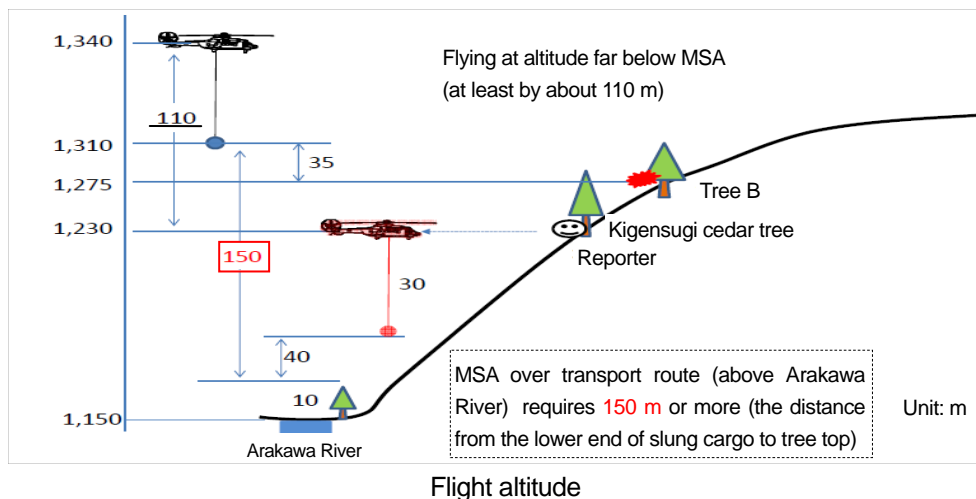 1,340
Flying at altitude far below MSA
(at least by about 110 m)
110
1,310
35
1,275
Tree B
1,230
Kigensugi cedar tree
Reporter
150
30
40
MSA over transport route (above Arakawa
River) requires 150 m or more (the distance
from the lower end of slung cargo to tree top)
Unit: m
10
1,150
Arakawa River
Flight altitude